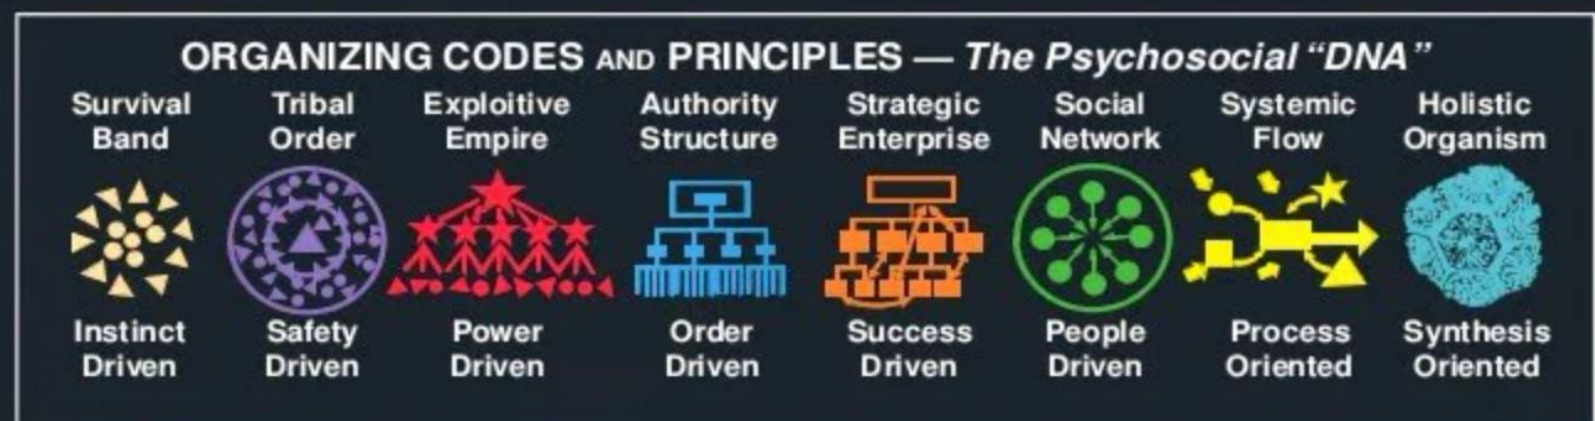 ORGANIZING CODES AND PRINCIPLES — The Psychosocial “DNA”
Survival Band
Tribal Order
Exploitive Empire
Authority Structure
Strategic Enterprise
Social Network
Systemic Flow
Holistic Organism
Instinct Driven
Safety Driven
Power Driven
Order Driven
Success Driven
People Driven
Process Oriented
Synthesis Oriented